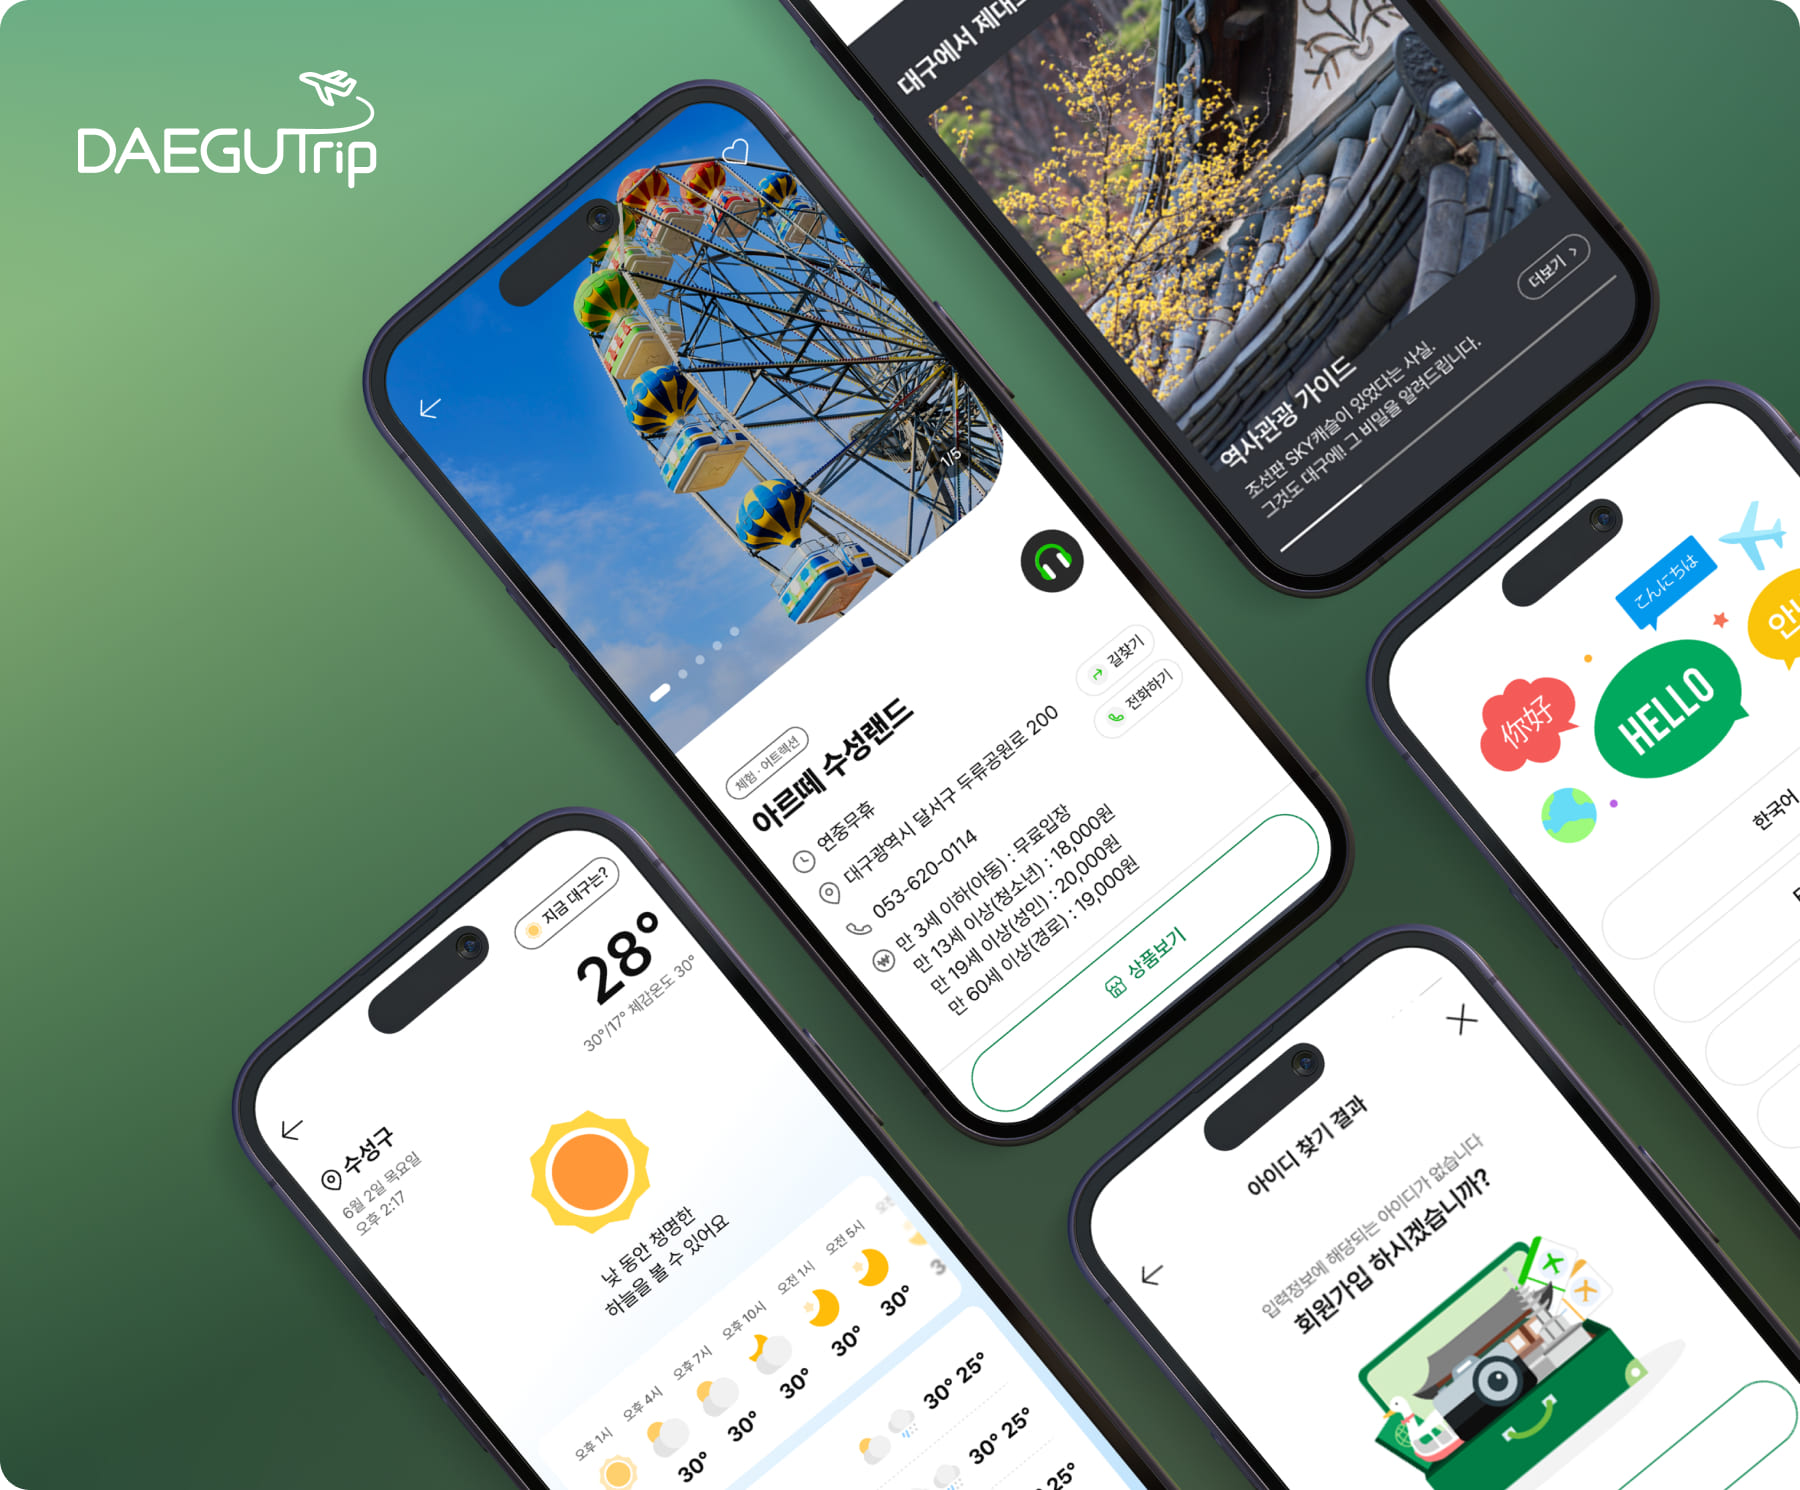 DAEGUTrip
대구에서 제대로
더보기
역사관광 가이드
조선판 SKY캐슬이 있었다는 사실.
그것도 대구에! 그 비밀을 알려드립니다.
1/5
체험 · 어트렉션
아르떼 수성랜드
길찾기
전화하기
연중무휴
대구광역시 달서구 두류공원로 200
053-620-0114
만 3세 이하(아동) : 무료입장
만 13세 이상(청소년) : 18,000원
만 19세 이상(성인) : 20,000원
만 60세 이상(경로) : 19,000원
상품보기
こんにちは
你好
HELLO
한국어
지금 대구는?
28°
30°/17° 체감온도 30°
수성구
6월 2일 목요일
오후 2:17
낮 동안 청명한
하늘을 볼 수 있어요
오후 1시
오후 4시
오후 7시
오후 10시
오전 1시
오전 5시
30°
30°
30°
30°
30°
30° 25°
30° 25°
25°
아이디 찾기 결과
입력정보에 해당되는 아이디가 없습니다
회원가입 하시겠습니까?